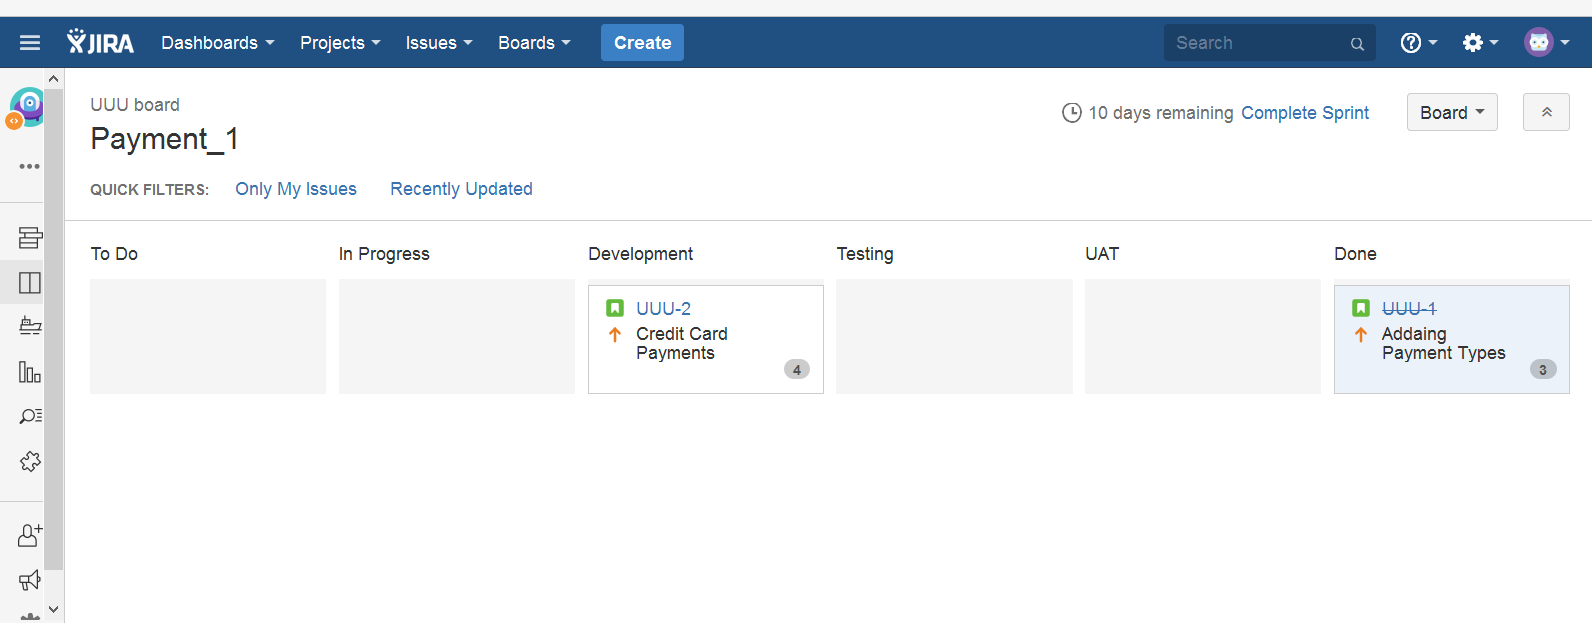 JIRA
Dashboards
Projects
Issues
Boards
Create
Search
UUU board
Payment_1
10 days remaining
Complete Sprint
Board
QUICK FILTERS:
Only My Issues
Recently Updated
To Do
In Progress
Development
Testing
UAT
Done
UUU-2
Credit Card
Payments
4
UUU-1
Addaing
Payment Types
3